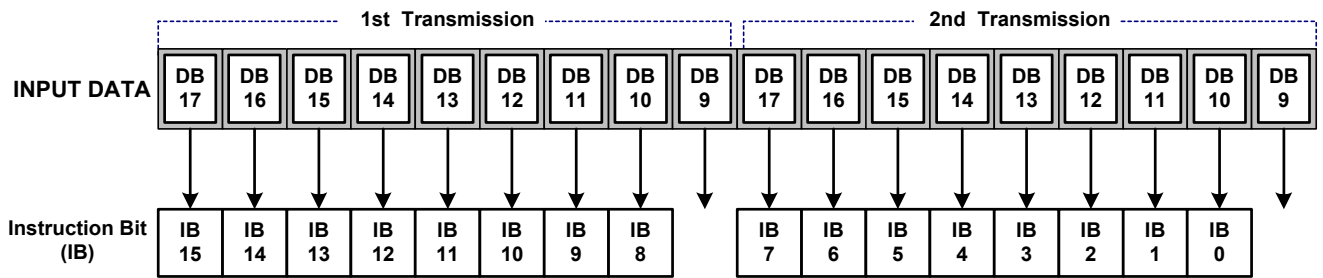 1st Transmission 2nd Transmission
INPUT DATA DB 17 DB 16 DB 15 DB 14 DB 13 DB 12 DB 11 DB 10 DB 9 DB 17 DB 16 DB 15 DB 14 DB 13 DB 12 DB 11 DB 10 DB 9
Instruction Bit (IB) IB 15 IB 14 IB 13 IB 12 IB 11 IB 10 IB 9 IB 8 IB 7 IB 6 IB 5 IB 4 IB 3 IB 2 IB 1 IB 0